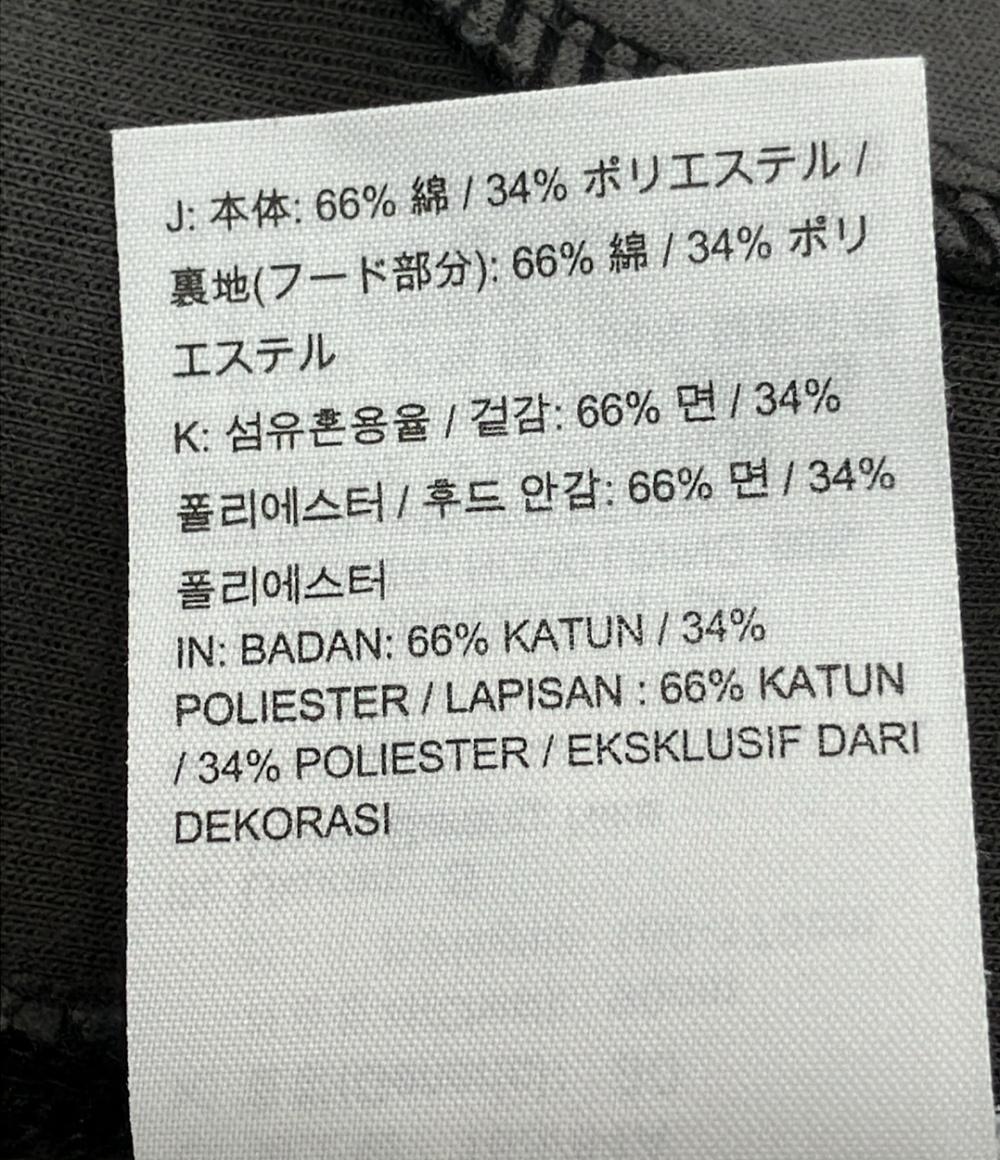 J: 本体: 66% 綿 / 34% ポリエステル /
裏地(フード部分): 66% 綿 / 34% ポリ
エステル
K: 섬유혼용율 / 겉감: 66% 면 / 34%
폴리에스터 / 후드 안감: 66% 면 / 34%
폴리에스터
IN: BADAN: 66% KATUN / 34%
POLIESTER / LAPISAN : 66% KATUN
/ 34% POLIESTER / EKSKLUSIF DARI
DEKORASI